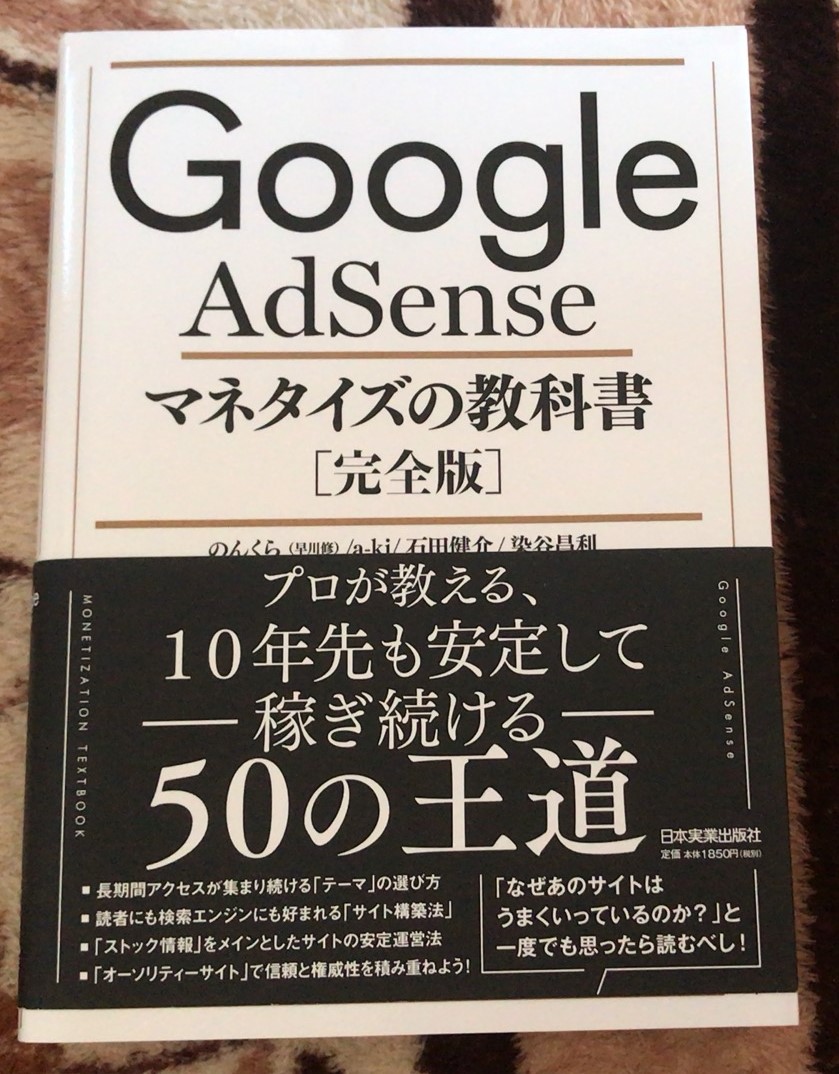 Google
AdSense
マネタイズの教科書
[完全版]
のんくら(早川修)/a-ki/石田健介/染谷昌利
プロが教える、
10年先も安定して
稼ぎ続ける
50の王道
MONETIZATION TEXTBOOK
Google AdSense
日本実業出版社
定価 本体1850円(税別)
■ 長期間アクセスが集まり続ける「テーマ」の選び方
■ 読者にも検索エンジンにも好まれる「サイト構築法」
■ 「ストック情報」をメインとしたサイトの安定運営法
■ 「オーソリティーサイト」で信頼と権威性を積み重ねよう!
「なぜあのサイトは
うまくいっているのか?」と
一度でも思ったら読むべし!